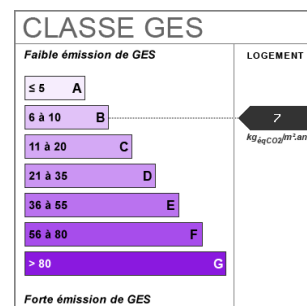 CLASSE GES
Faible émission de GES
LOGEMENT
≤ 5 A
6 à 10 B
7
kgéqCO2/m².an
11 à 20 C
21 à 35 D
36 à 55 E
56 à 80 F
> 80 G
Forte émission de GES